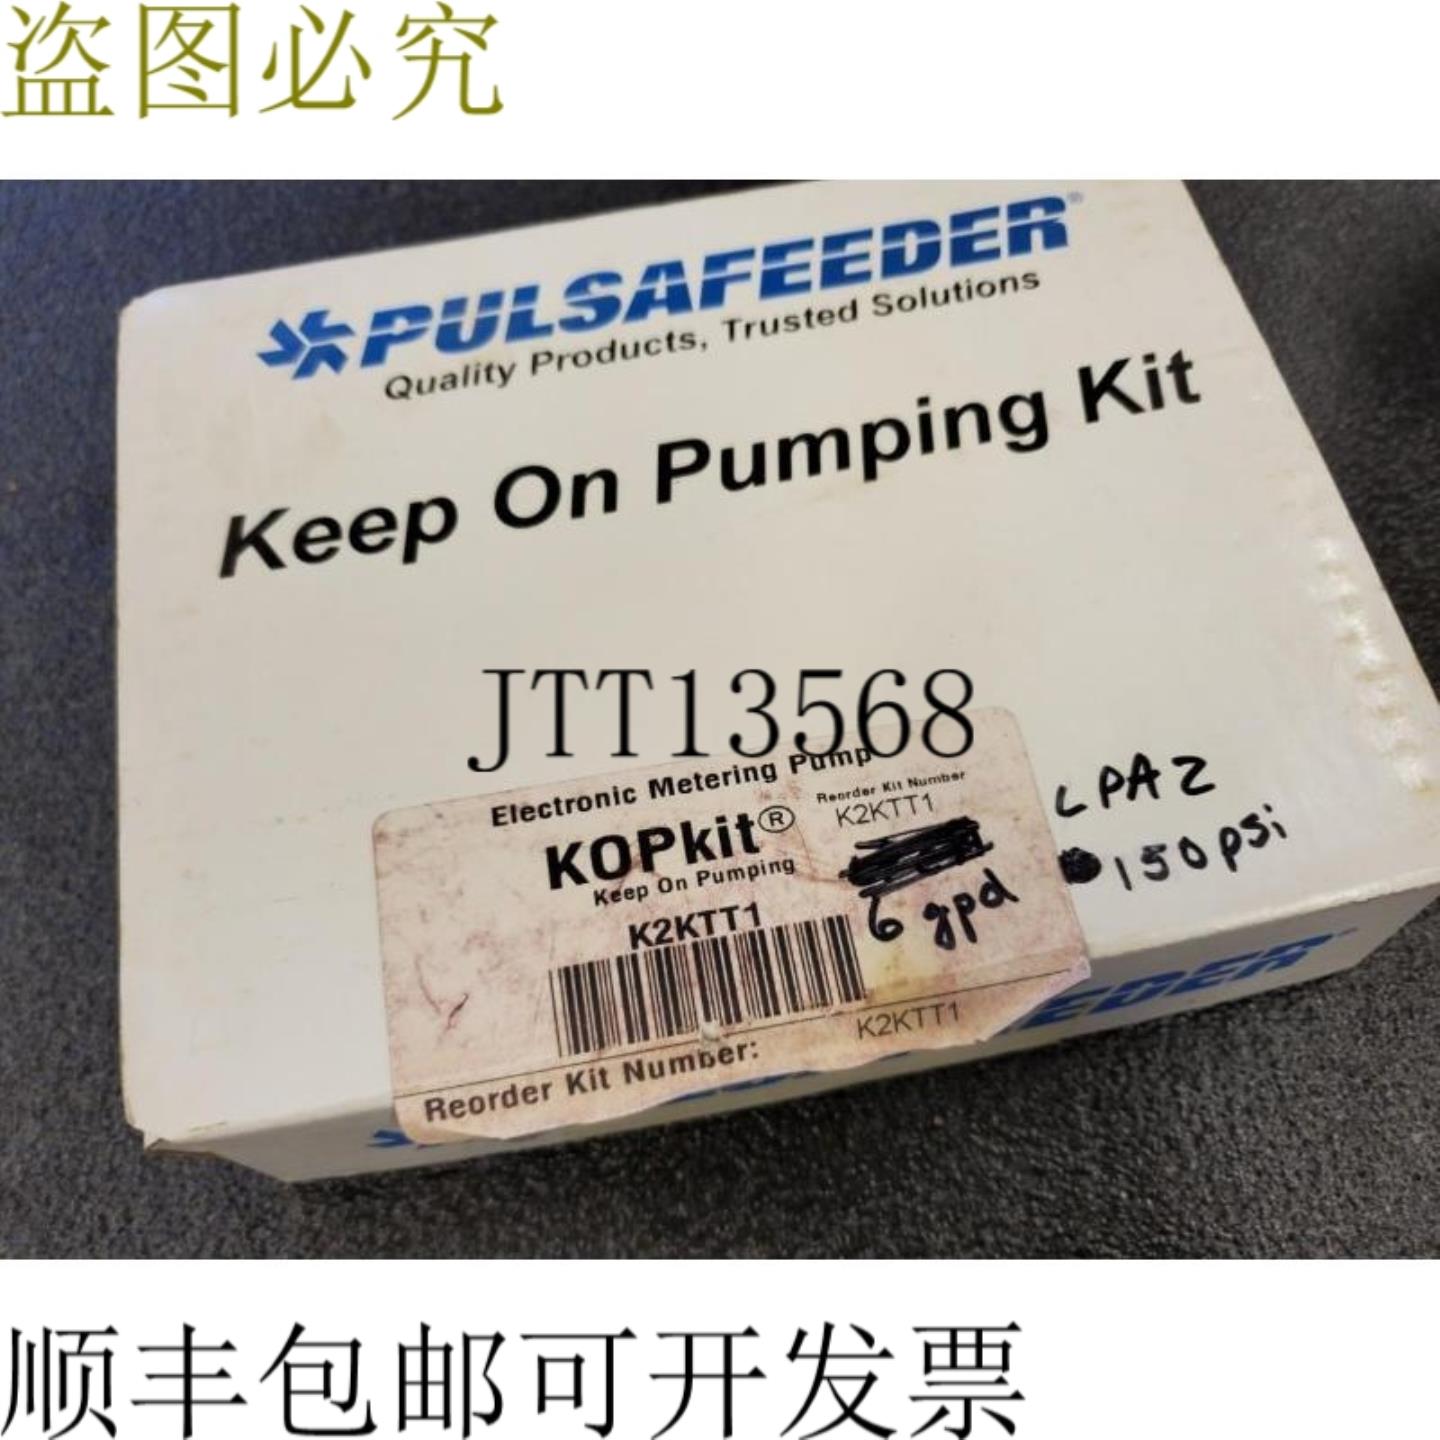 盗图必究
PULSAFEEDER®
Quality Products, Trusted Solutions
Keep On Pumping Kit
JTT13568
Electronic Metering Pump
KOPkit®
Keep On Pumping
K2KTT1
Reorder Kit Number
K2KTT1
6 gpd
LPA2
150 psi
Reorder Kit Number:
K2KTT1
EEDER
顺丰包邮可开发票